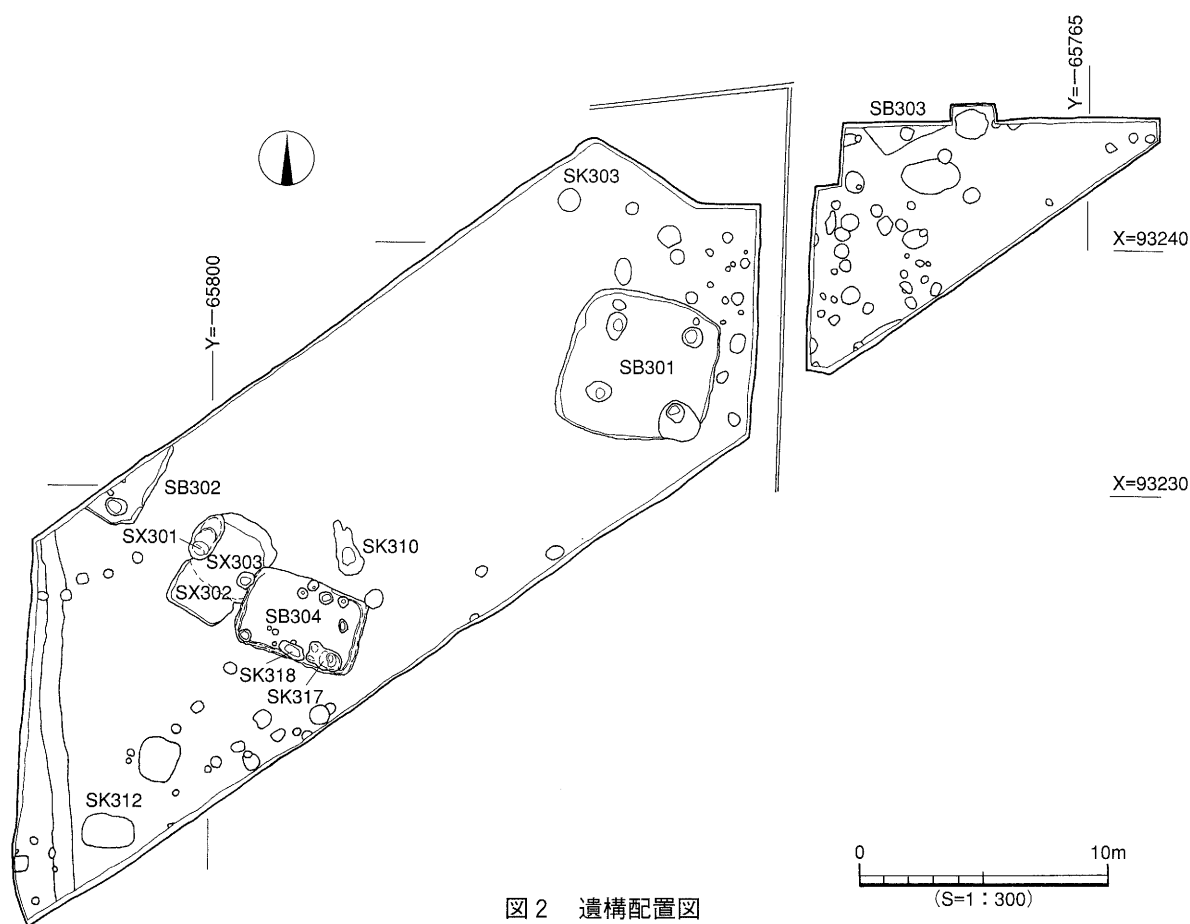 Y=—65765
SB303
SK303
X=93240
Y=—65800
SB301
SB302
X=93230
SX301
SK310
SX303
SX302
SB304
SK318
SK317
SK312
0 10m
(S=1：300)
図2 遺構配置図